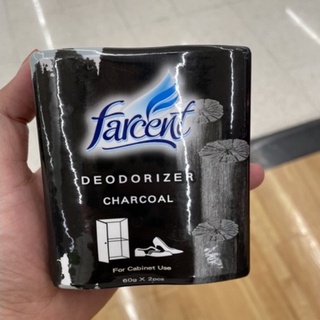 farcent
DEODORIZER
CHARCOAL
For Cabinet Use
60g X 2pcs